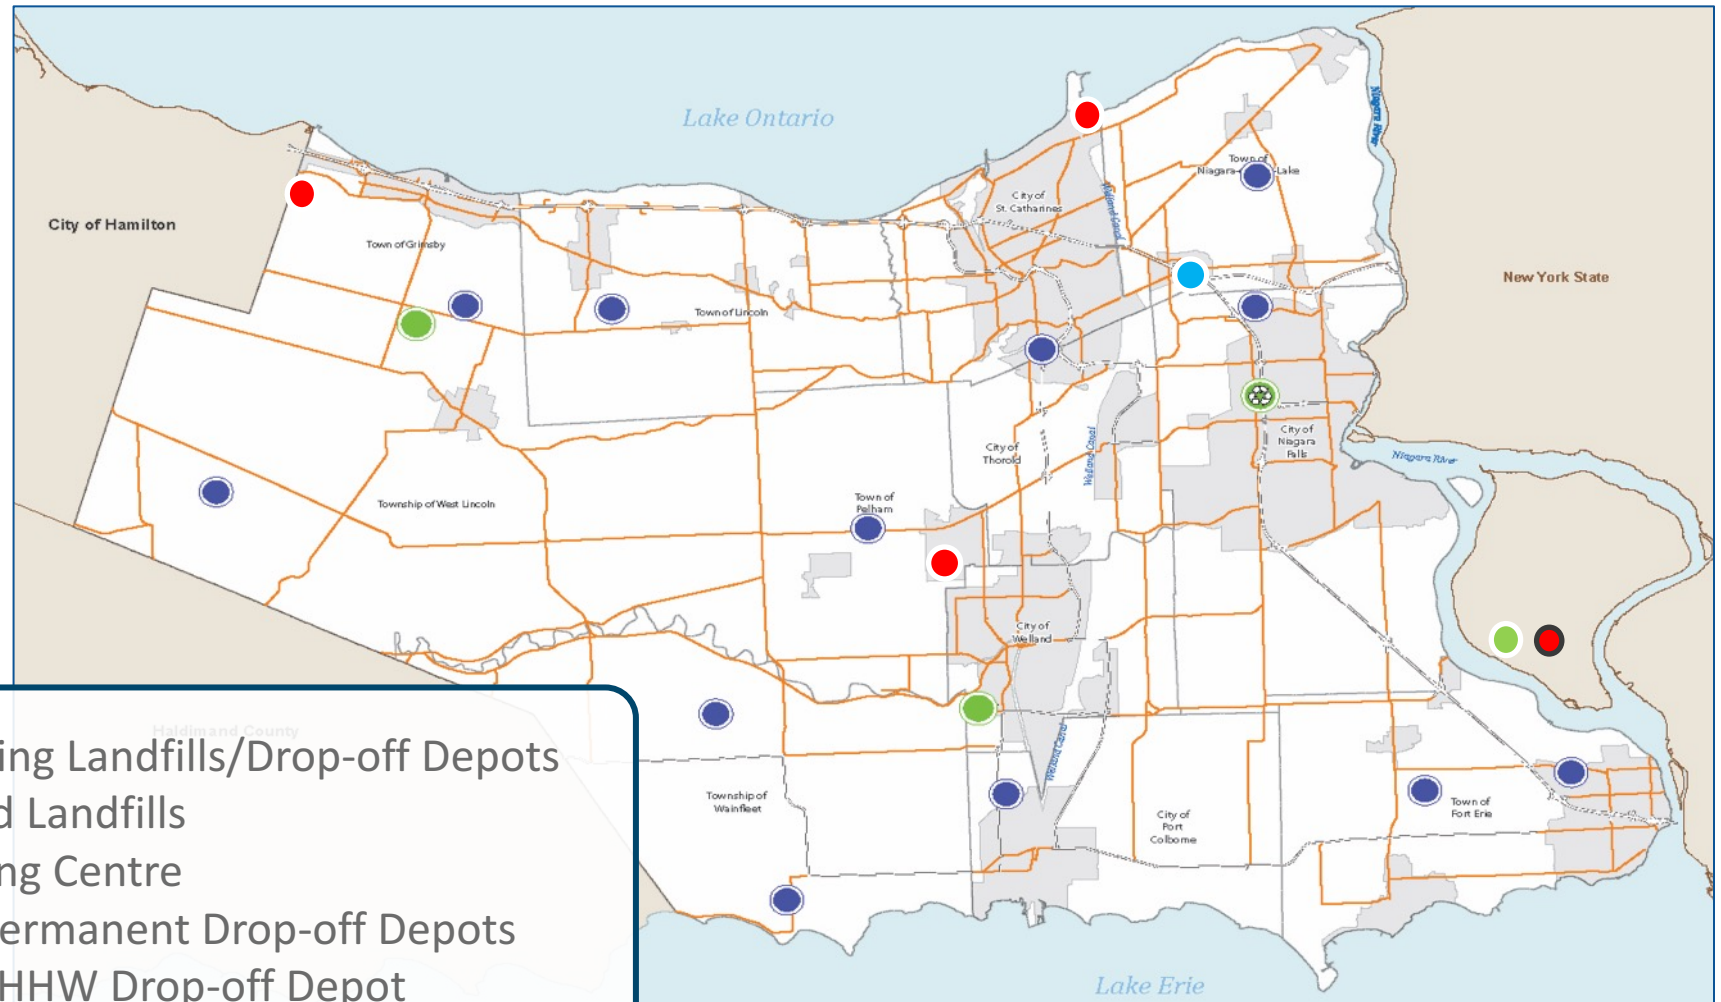 Lake Ontario
Niagara River
Town of
Niagara- -Lake
City of
St. Catharines
Welland Canal
City of Hamilton
Town of Grimsby
New York State
Town of Lincoln
City of
Niagara
Falls
City of
Thorold
Welland Canal
Niagara River
Township of West Lincoln
Town of
Pelham
City of
Welland
Haldimand County
ing Landfills/Drop-off Depots
d Landfills
ng Centre
ermanent Drop-off Depots
HHW Drop-off Depot
Welland Canal
Township of
Wainfleet
City of
Port
Colborne
Town of
Fort Erie
Lake Erie